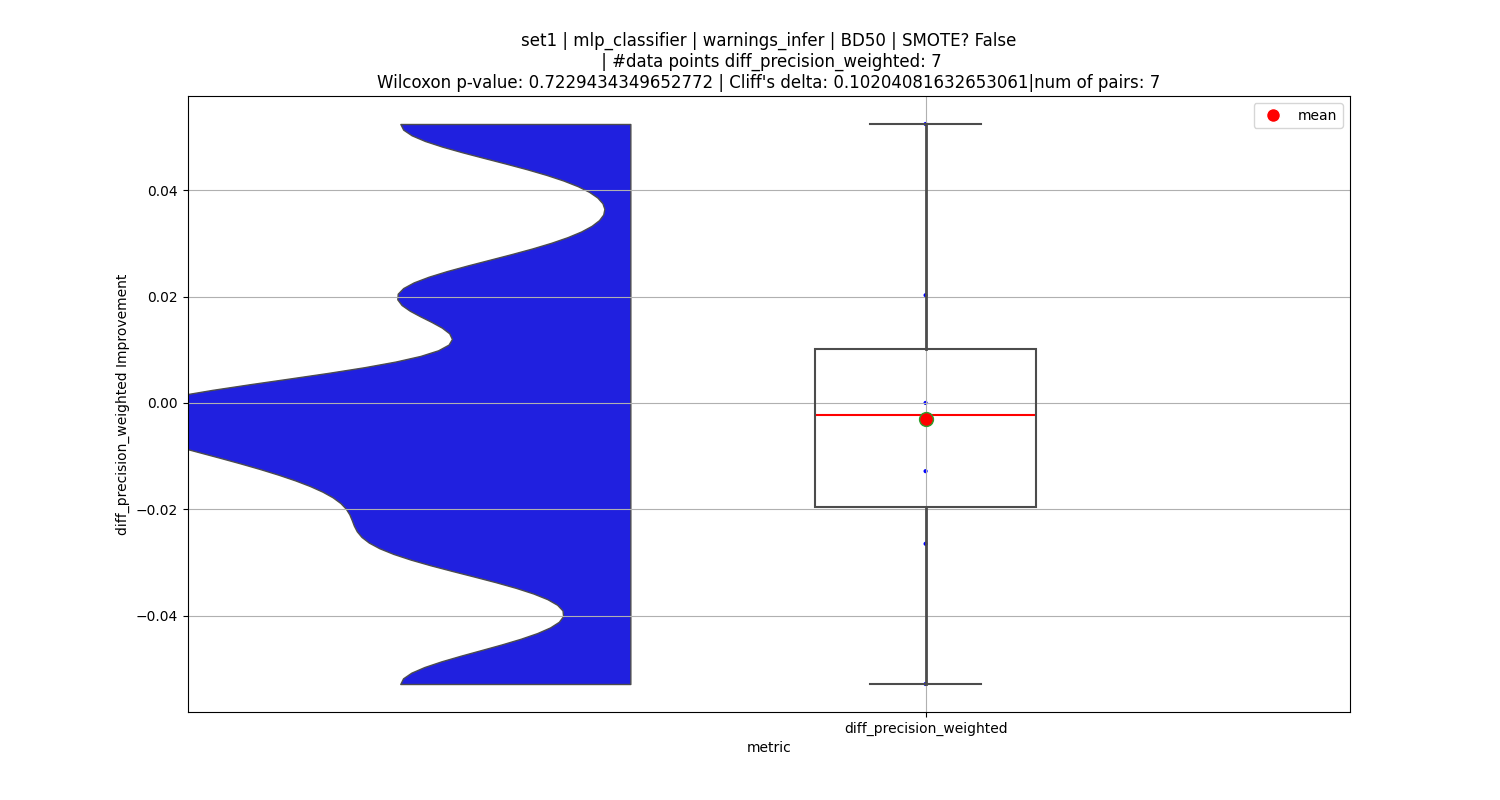 set1 | mlp_classifier | warnings_infer | BD50 | SMOTE? False
| #data points diff_precision_weighted: 7
Wilcoxon p-value: 0.7229434349652772 | Cliff's delta: 0.10204081632653061|num of pairs: 7
mean
diff_precision_weighted Improvement
0.04
0.02
0.00
−0.02
−0.04
diff_precision_weighted
metric